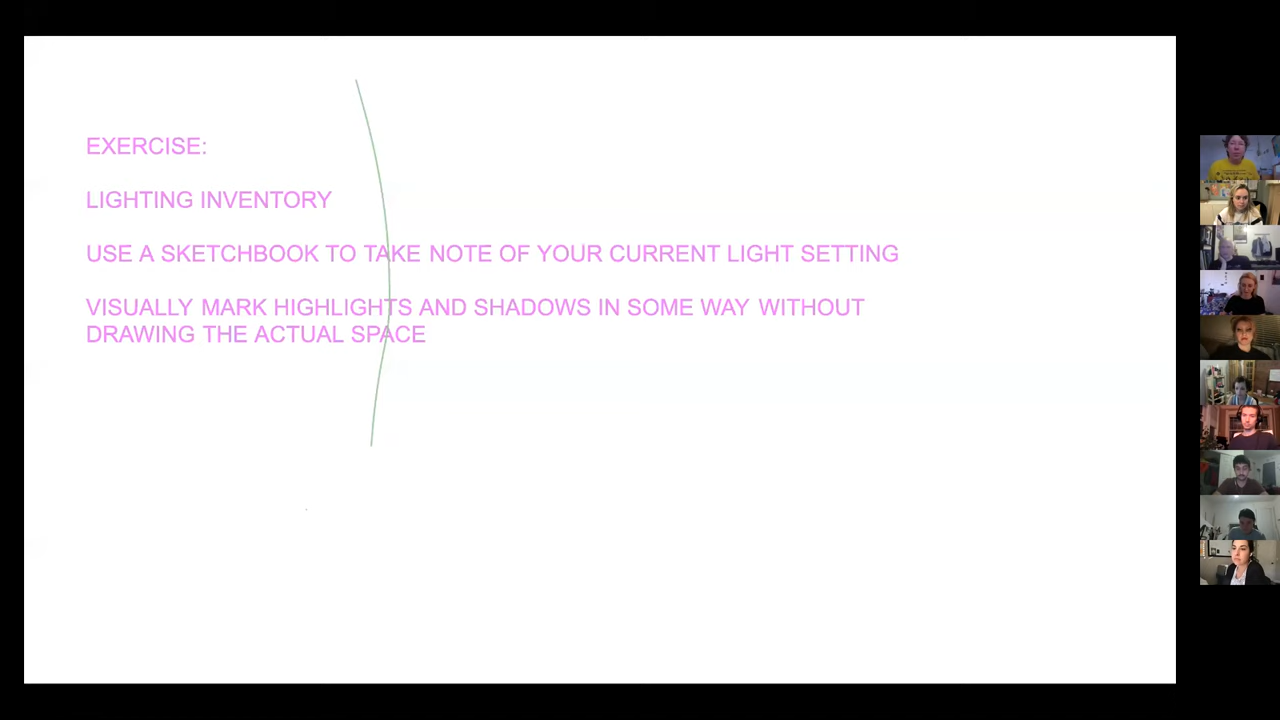 EXERCISE:
LIGHTING INVENTORY
USE A SKETCHBOOK TO TAKE NOTE OF YOUR CURRENT LIGHT SETTING
VISUALLY MARK HIGHLIGHTS AND SHADOWS IN SOME WAY WITHOUT
DRAWING THE ACTUAL SPACE